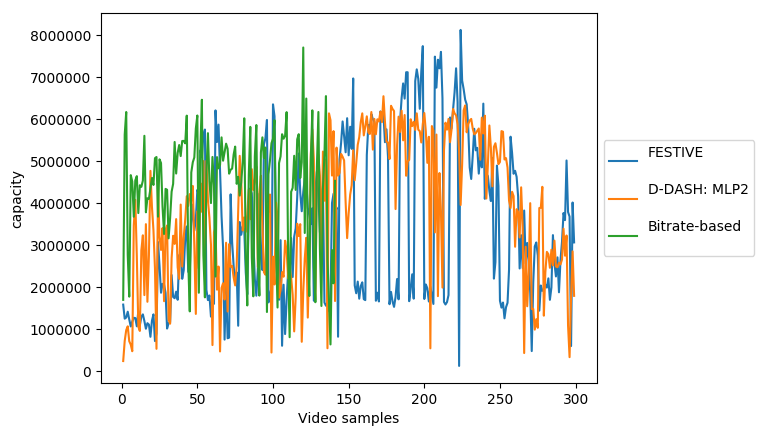 8000000
7000000
6000000
5000000
4000000
3000000
2000000
1000000
0
capacity
0 50 100 150 200 250 300
Video samples
FESTIVE
D-DASH: MLP2
Bitrate-based